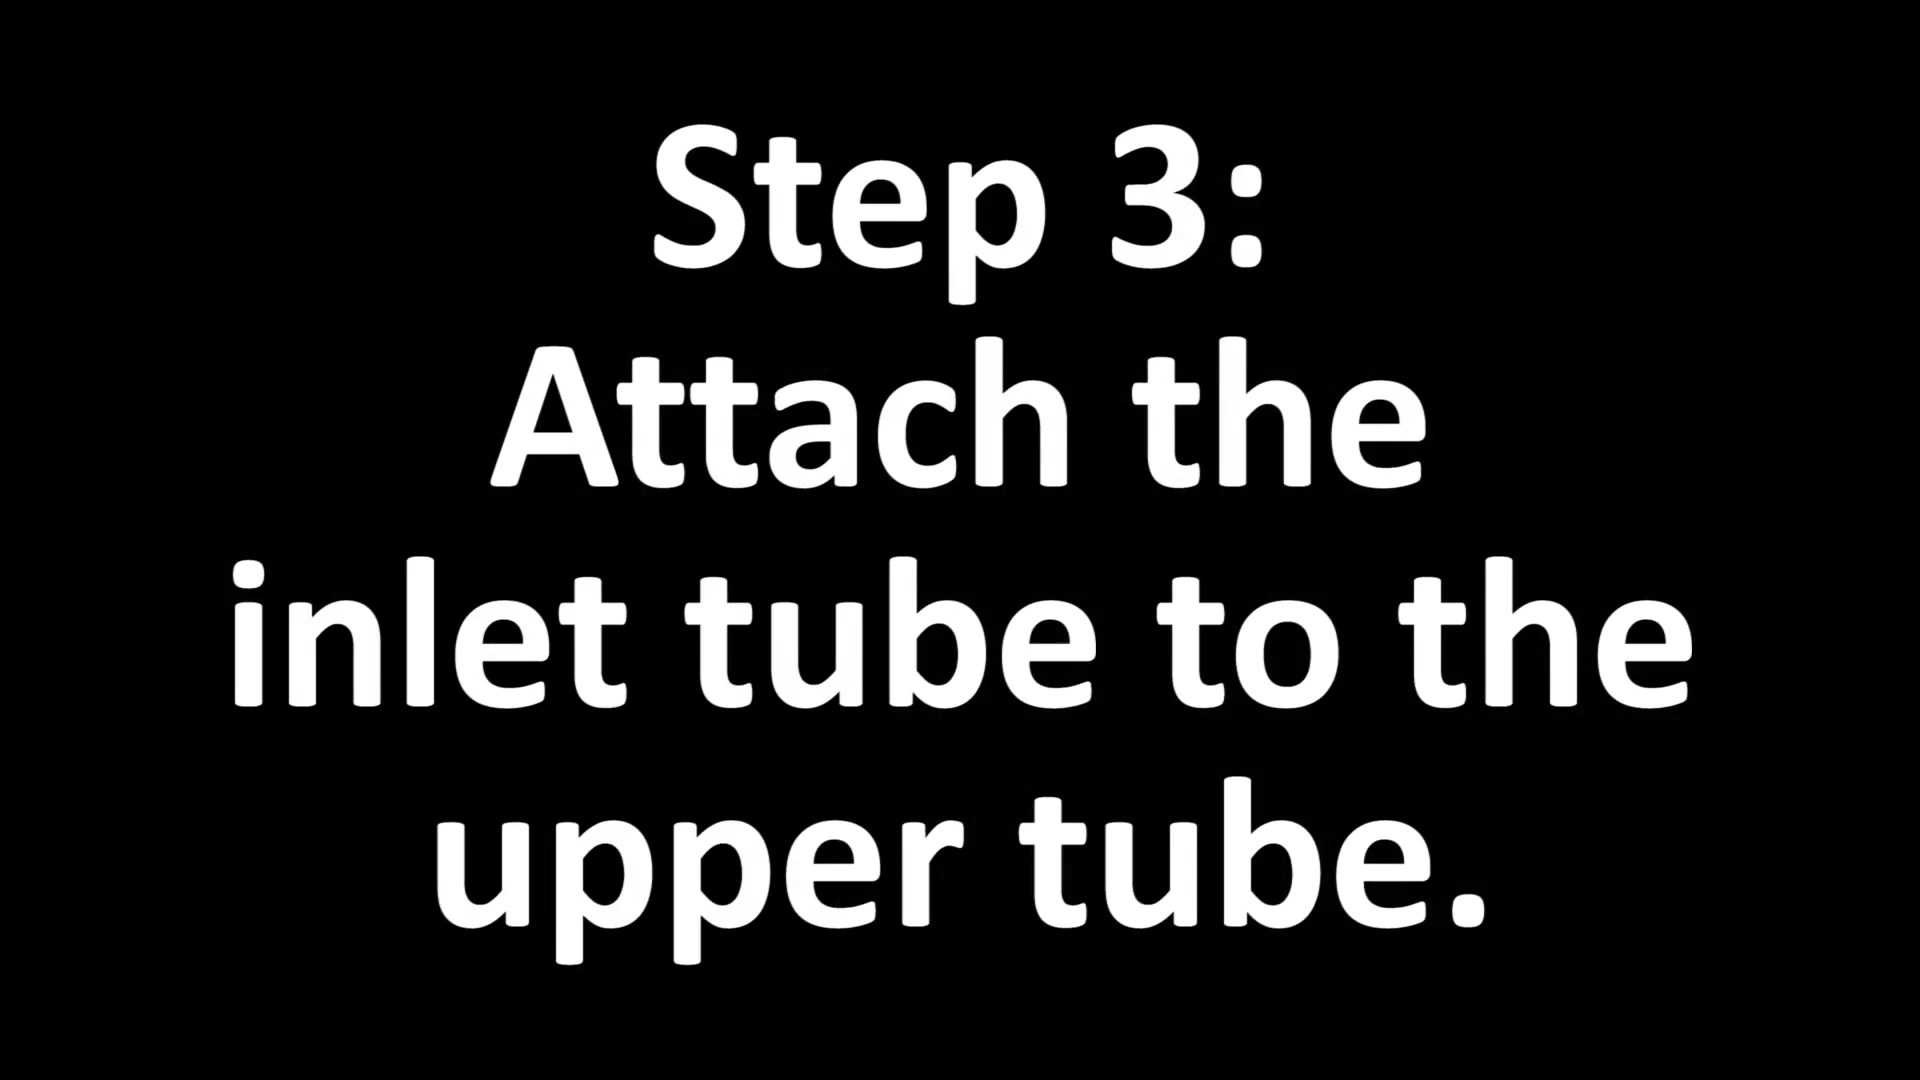 Step 3:
Attach the
inlet tube to the
upper tube.